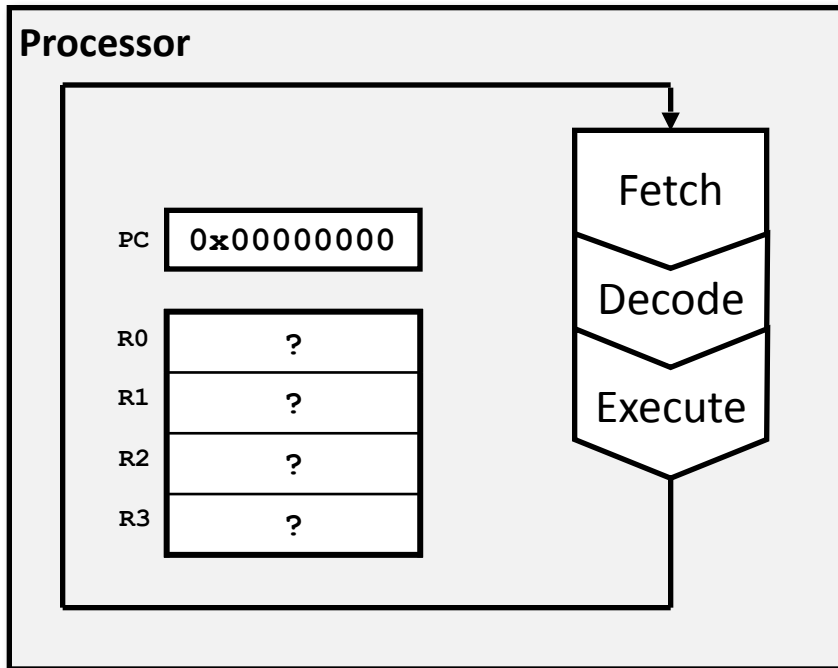 Processor
PC 0x00000000
R0 ?
R1 ?
R2 ?
R3 ?
Fetch
Decode
Execute